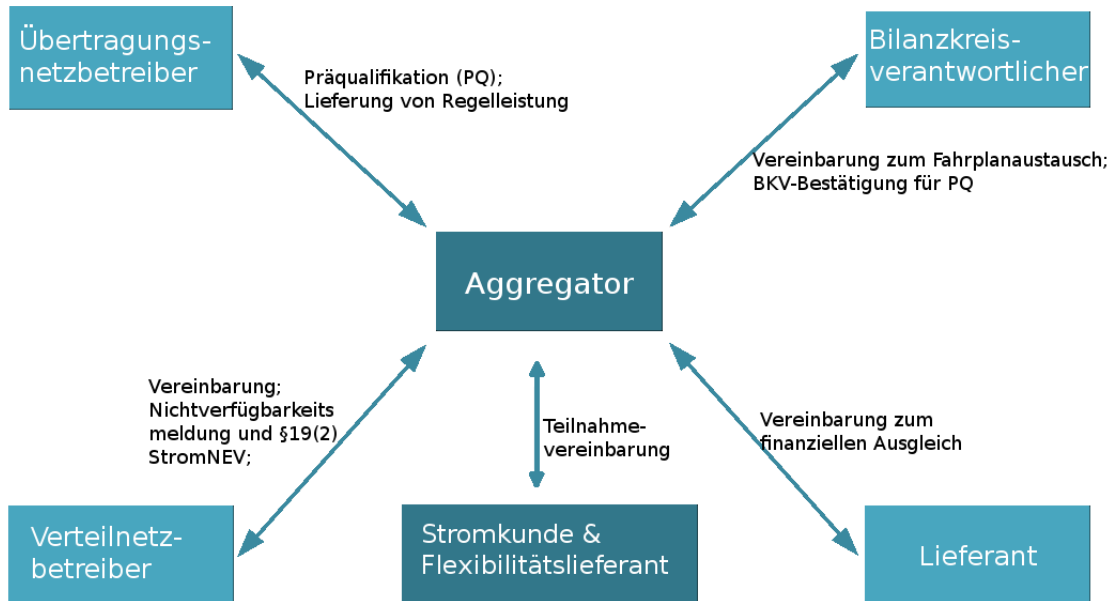 Übertragungs-
netzbetreiber
Bilanzkreis-
verantwortlicher
Präqualifikation (PQ);
Lieferung von Regelleistung
Vereinbarung zum Fahrplanaustausch;
BKV-Bestätigung für PQ
Aggregator
Vereinbarung;
Nichtverfügbarkeits
meldung und §19(2)
StromNEV;
Teilnahme-
vereinbarung
Vereinbarung zum
finanziellen Ausgleich
Verteilnetz-
betreiber
Stromkunde &
Flexibilitätslieferant
Lieferant